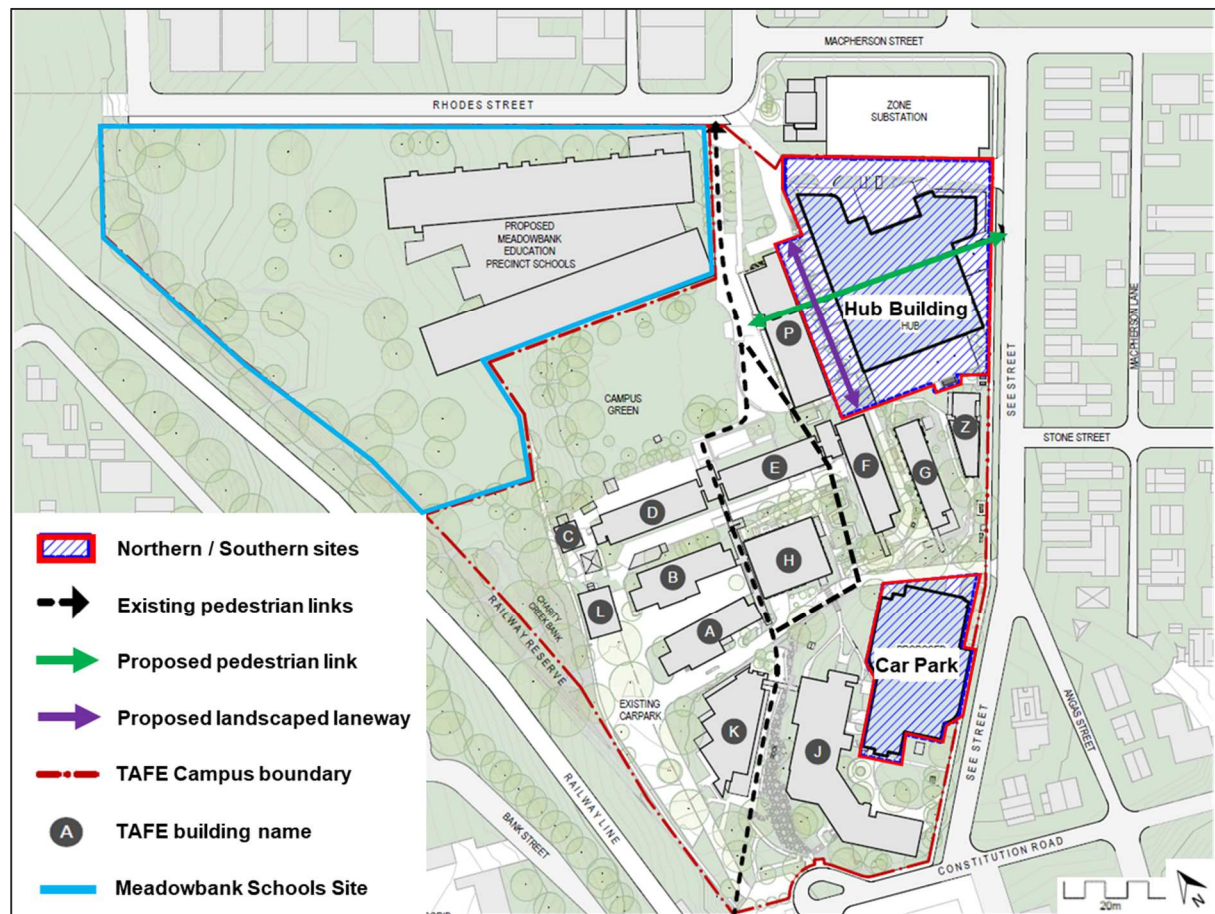 MACPHERSON STREET
RHODES STREET
ZONE
SUBSTATION
PROPOSED
MEADOWBANK
EDUCATION
PRECINCT SCHOOLS
Hub Building
HUB
MACPHERSON LANE
SEE STREET
P
CAMPUS
GREEN
STONE STREET
Z
E
F
G
D
C
B
H
L
A
CHARITY
CREEK BANK
RAILWAY RESERVE
Car Park
EXISTING
CARPARK
K
J
SEE STREET
ANGAS STREET
RAILWAY LINE
BANK STREET
CONSTITUTION ROAD
Northern / Southern sites
Existing pedestrian links
Proposed pedestrian link
Proposed landscaped laneway
TAFE Campus boundary
A
TAFE building name
Meadowbank Schools Site
20m
N